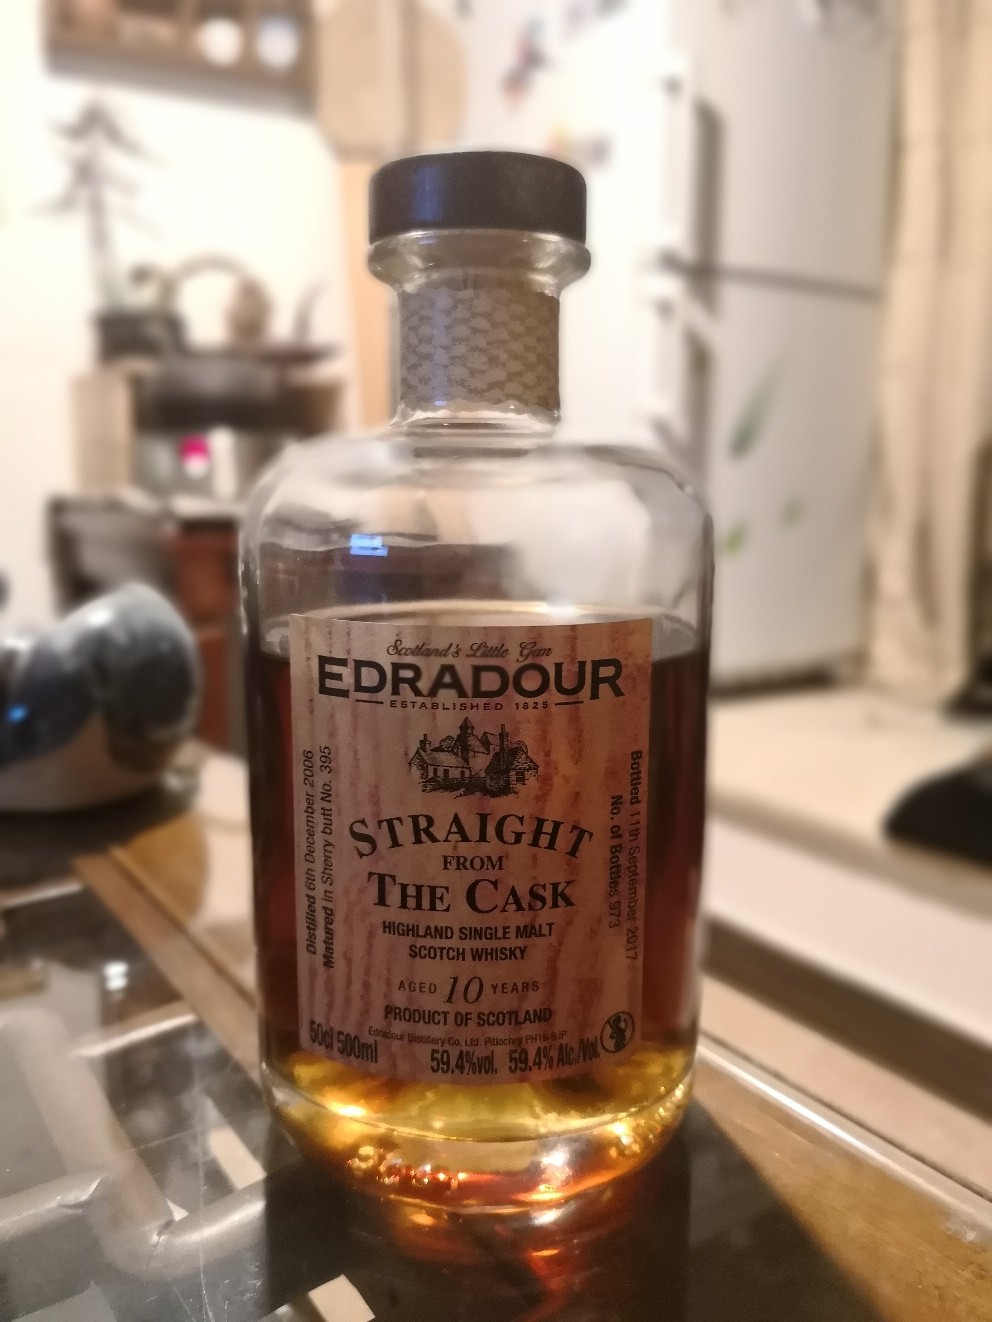 Scotland's Little Gem
EDRADOUR
ESTABLISHED 1825
Distilled 6th December 2006
Matured in Sherry butt No. 395
Bottled 11th September 2017
No. of Bottles 973
STRAIGHT
FROM
THE CASK
HIGHLAND SINGLE MALT
SCOTCH WHISKY
AGED 10 YEARS
PRODUCT OF SCOTLAND
Edradour Distillery Co. Ltd. Pitlochry PH16 5JP
50cl 500ml
59.4%vol. 59.4% Alc./Vol.